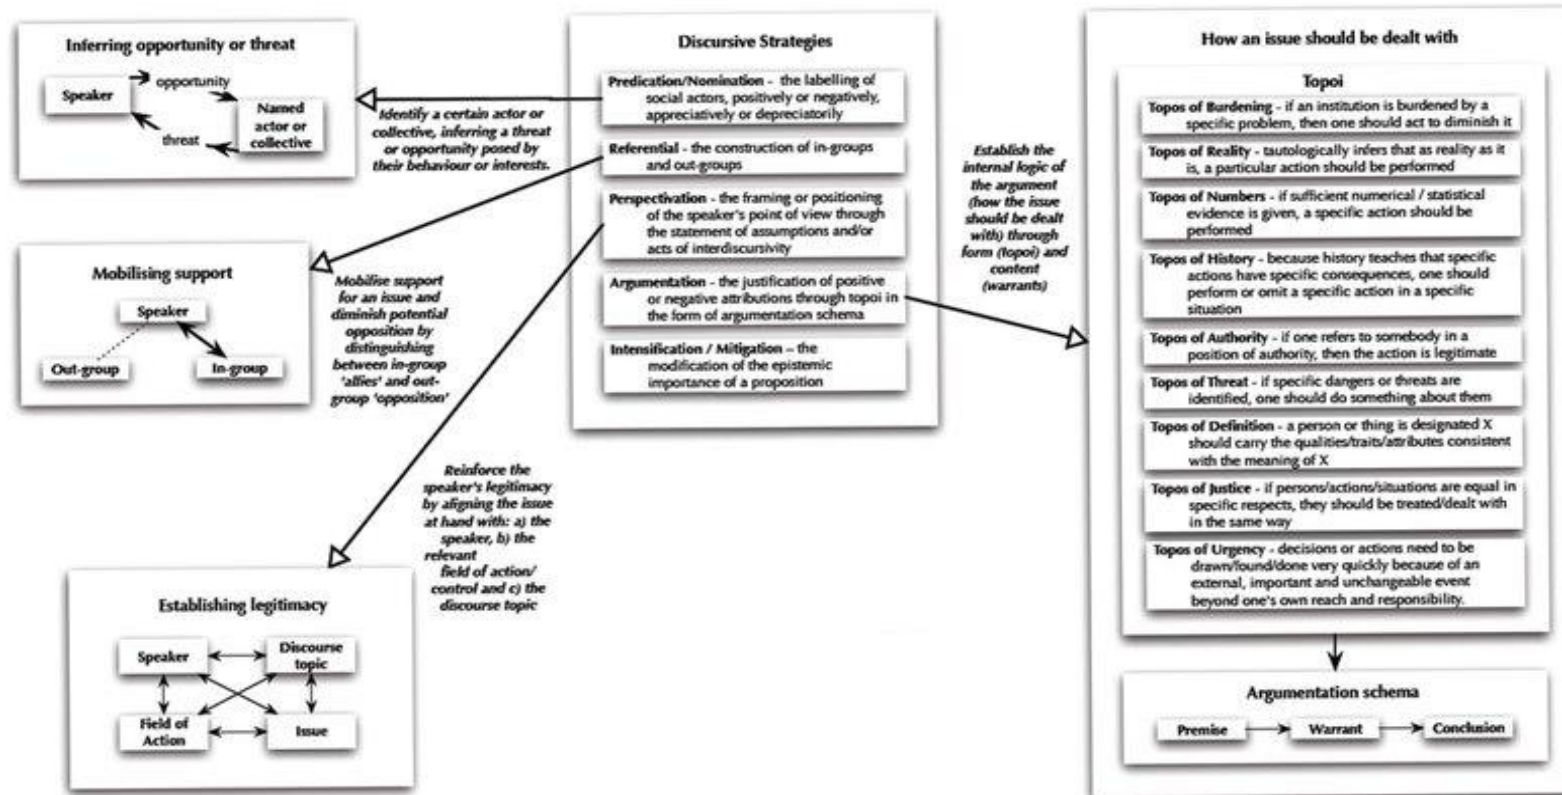 Inferring opportunity or threat
Speaker
opportunity
threat
Named
actor or
collective
Identify a certain actor or
collective, inferring a threat
or opportunity posed by
their behaviour or interests.
Mobilising support
Speaker
Out-group
In-group
Mobilise support
for an issue and
diminish potential
opposition by
distinguishing
between in-group
'allies' and out-
group 'opposition'
Reinforce the
speaker's legitimacy
by aligning the issue
at hand with: a) the
speaker, b) the
relevant
field of action/
control and c) the
discourse topic
Establishing legitimacy
Speaker
Discourse
topic
Field of
Action
Issue
Discursive Strategies
Predication/Nomination - the labelling of
social actors, positively or negatively,
appreciatively or depreciatorily
Referential - the construction of in-groups
and out-groups
Perspectivation - the framing or positioning
of the speaker's point of view through
the statement of assumptions and/or
acts of interdiscursivity
Argumentation - the justification of positive
or negative attributions through topoi in
the form of argumentation schema
Intensification / Mitigation – the
modification of the epistemic
importance of a proposition
Establish the
internal logic of
the argument
(how the issue
should be dealt
with) through
form (topoi) and
content
(warrants)
How an issue should be dealt with
Topoi
Topos of Burdening - if an institution is burdened by a
specific problem, then one should act to diminish it
Topos of Reality - tautologically infers that as reality as it
is, a particular action should be performed
Topos of Numbers - if sufficient numerical / statistical
evidence is given, a specific action should be
performed
Topos of History - because history teaches that specific
actions have specific consequences, one should
perform or omit a specific action in a specific
situation
Topos of Authority - if one refers to somebody in a
position of authority, then the action is legitimate
Topos of Threat - if specific dangers or threats are
identified, one should do something about them
Topos of Definition - a person or thing is designated X
should carry the qualities/traits/attributes consistent
with the meaning of X
Topos of Justice - if persons/actions/situations are equal in
specific respects, they should be treated/dealt with
in the same way
Topos of Urgency - decisions or actions need to be
drawn/found/done very quickly because of an
external, important and unchangeable event
beyond one's own reach and responsibility.
Argumentation schema
Premise
Warrant
Conclusion